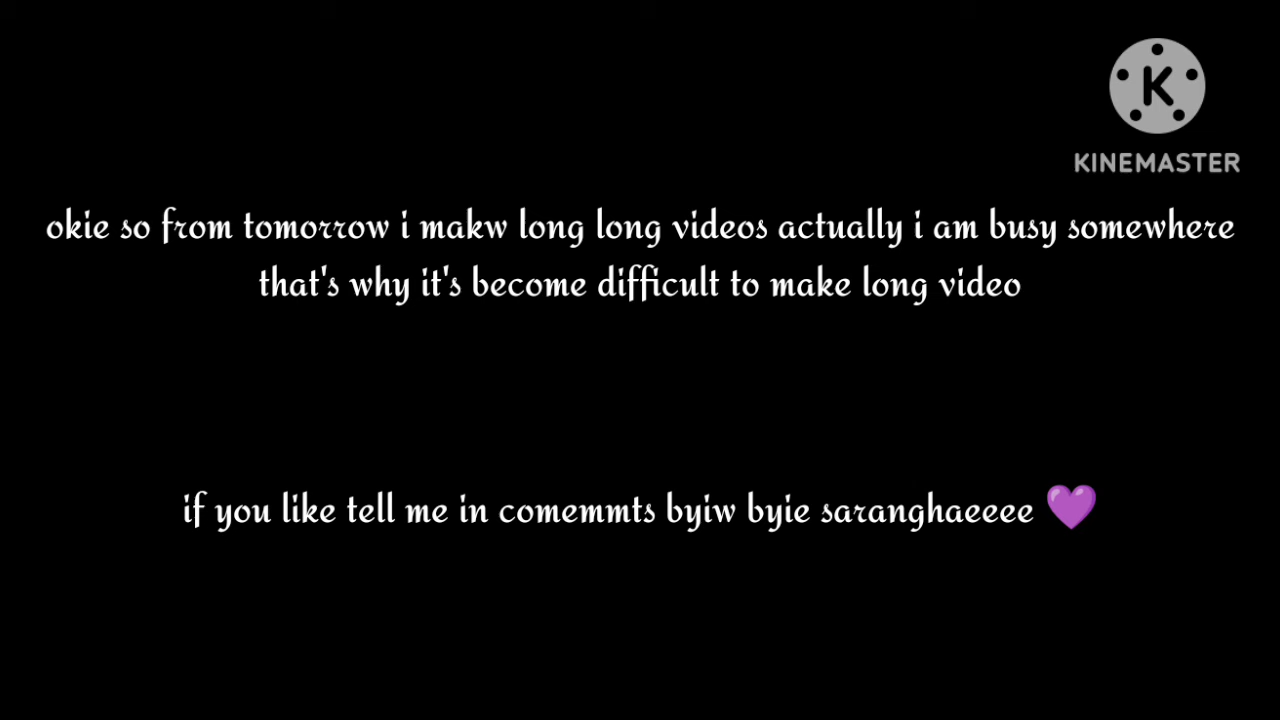 K
KINEMASTER
okie so from tomorrow i makw long long videos actually i am busy somewhere
that's why it's become difficult to make long video
if you like tell me in comemmts byiw byie saranghaeeee 💜